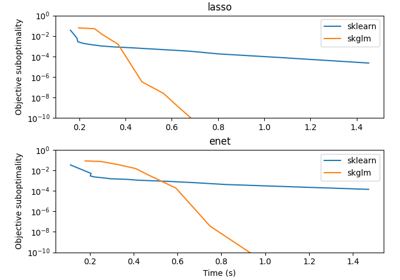 lasso
Objective suboptimality
10^0
10^-2
10^-4
10^-6
10^-8
10^-10
sklearn
skglm
0.2 0.4 0.6 0.8 1.0 1.2 1.4
enet
Objective suboptimality
10^0
10^-2
10^-4
10^-6
10^-8
10^-10
sklearn
skglm
0.2 0.4 0.6 0.8 1.0 1.2 1.4
Time (s)